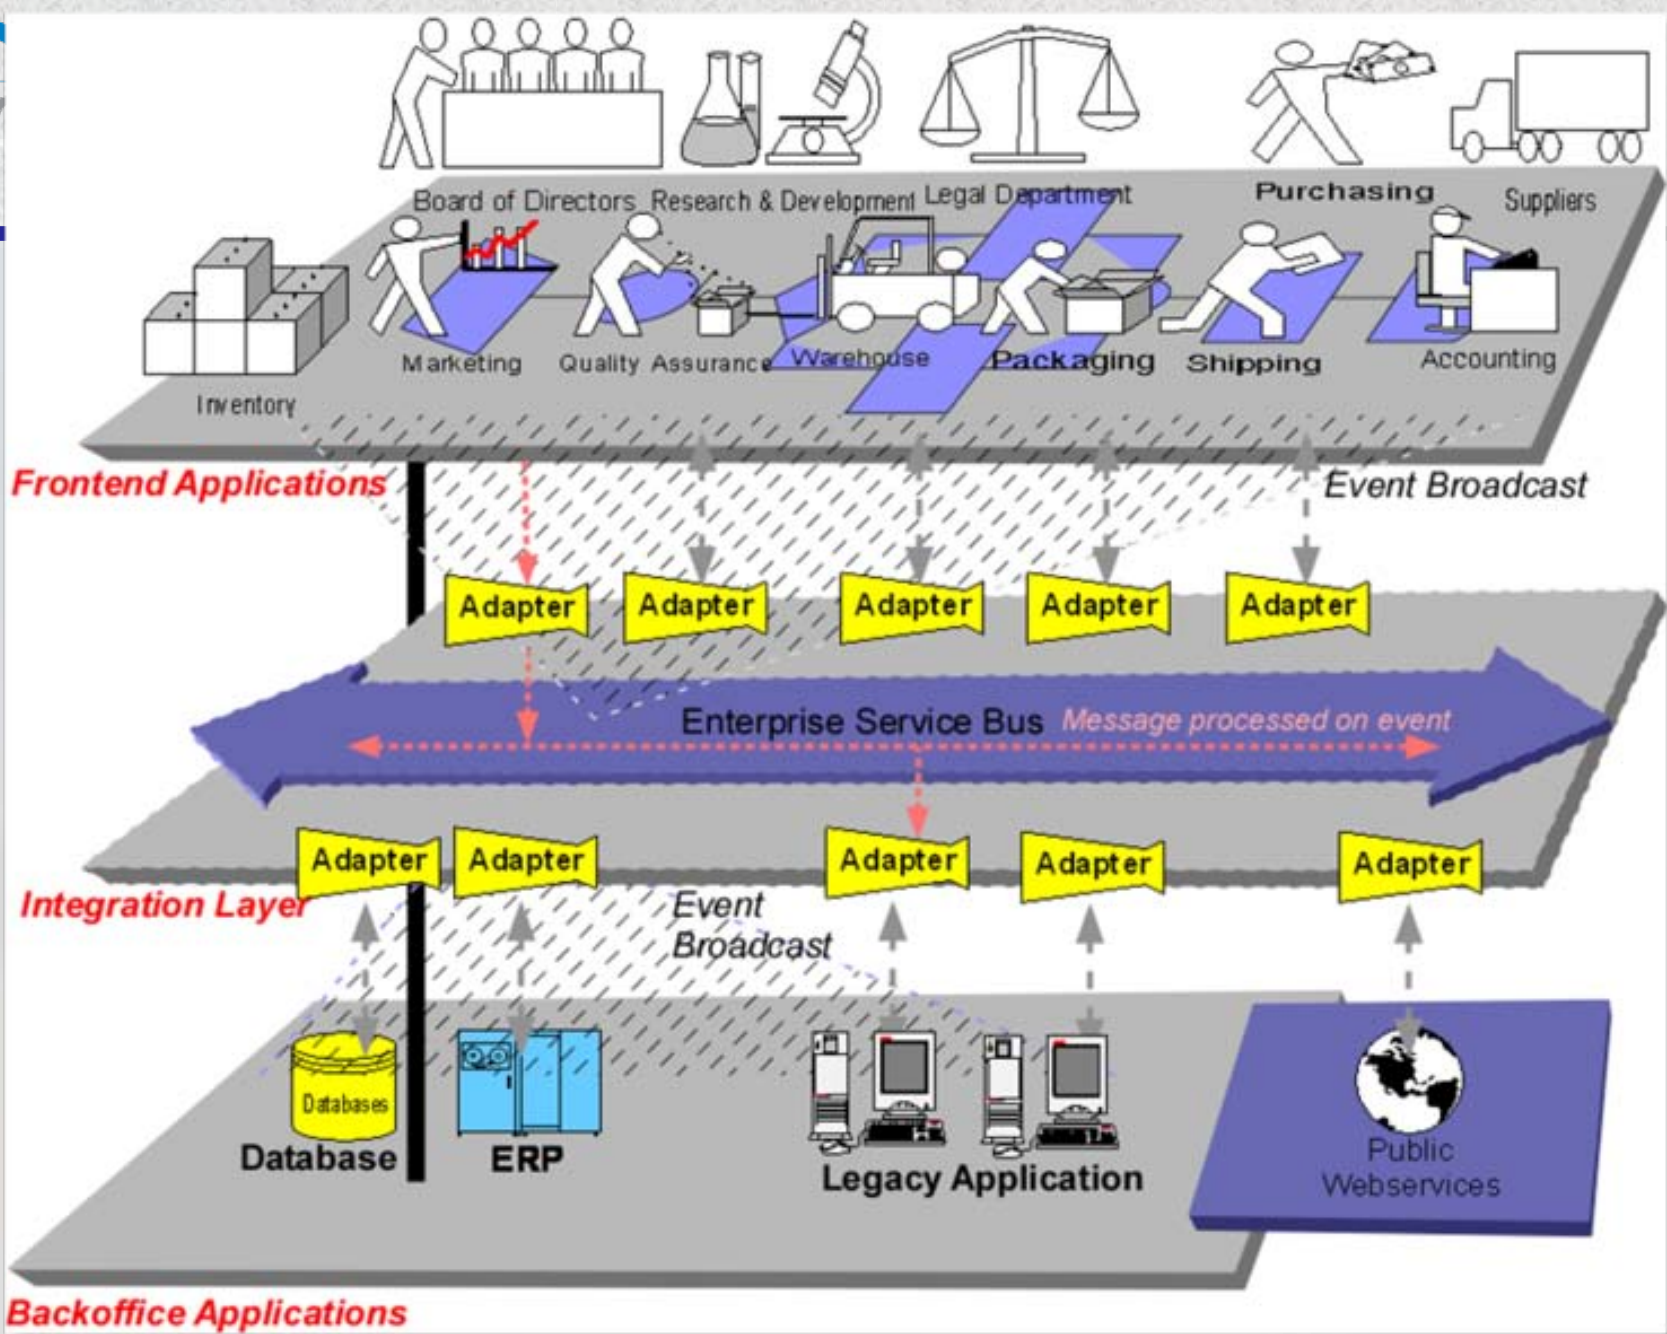 Board of Directors
Research & Development
Legal Department
Purchasing
Suppliers
Marketing
Quality Assurance
Warehouse
Packaging
Shipping
Accounting
Inventory
Frontend Applications
Event Broadcast
Adapter
Adapter
Adapter
Adapter
Adapter
Enterprise Service Bus
Message processed on event
Adapter
Adapter
Adapter
Adapter
Adapter
Integration Layer
Event
Broadcast
Databases
Database
ERP
Legacy Application
Public
Webservices
Backoffice Applications